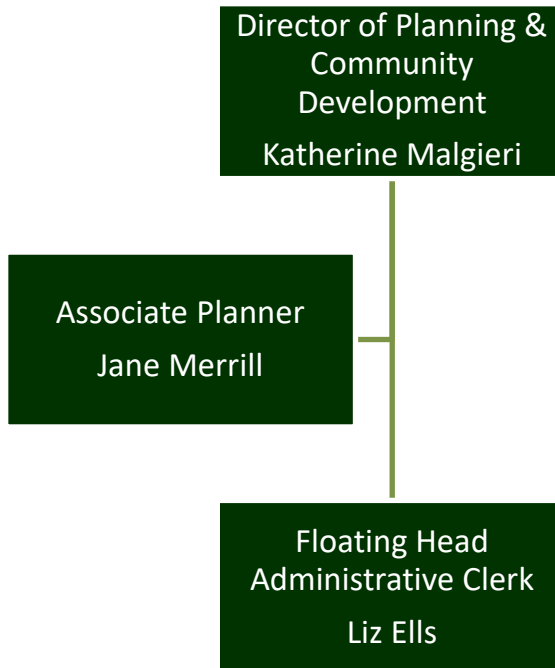 Director of Planning &
Community
Development
Katherine Malgieri
Associate Planner
Jane Merrill
Floating Head
Administrative Clerk
Liz Ells